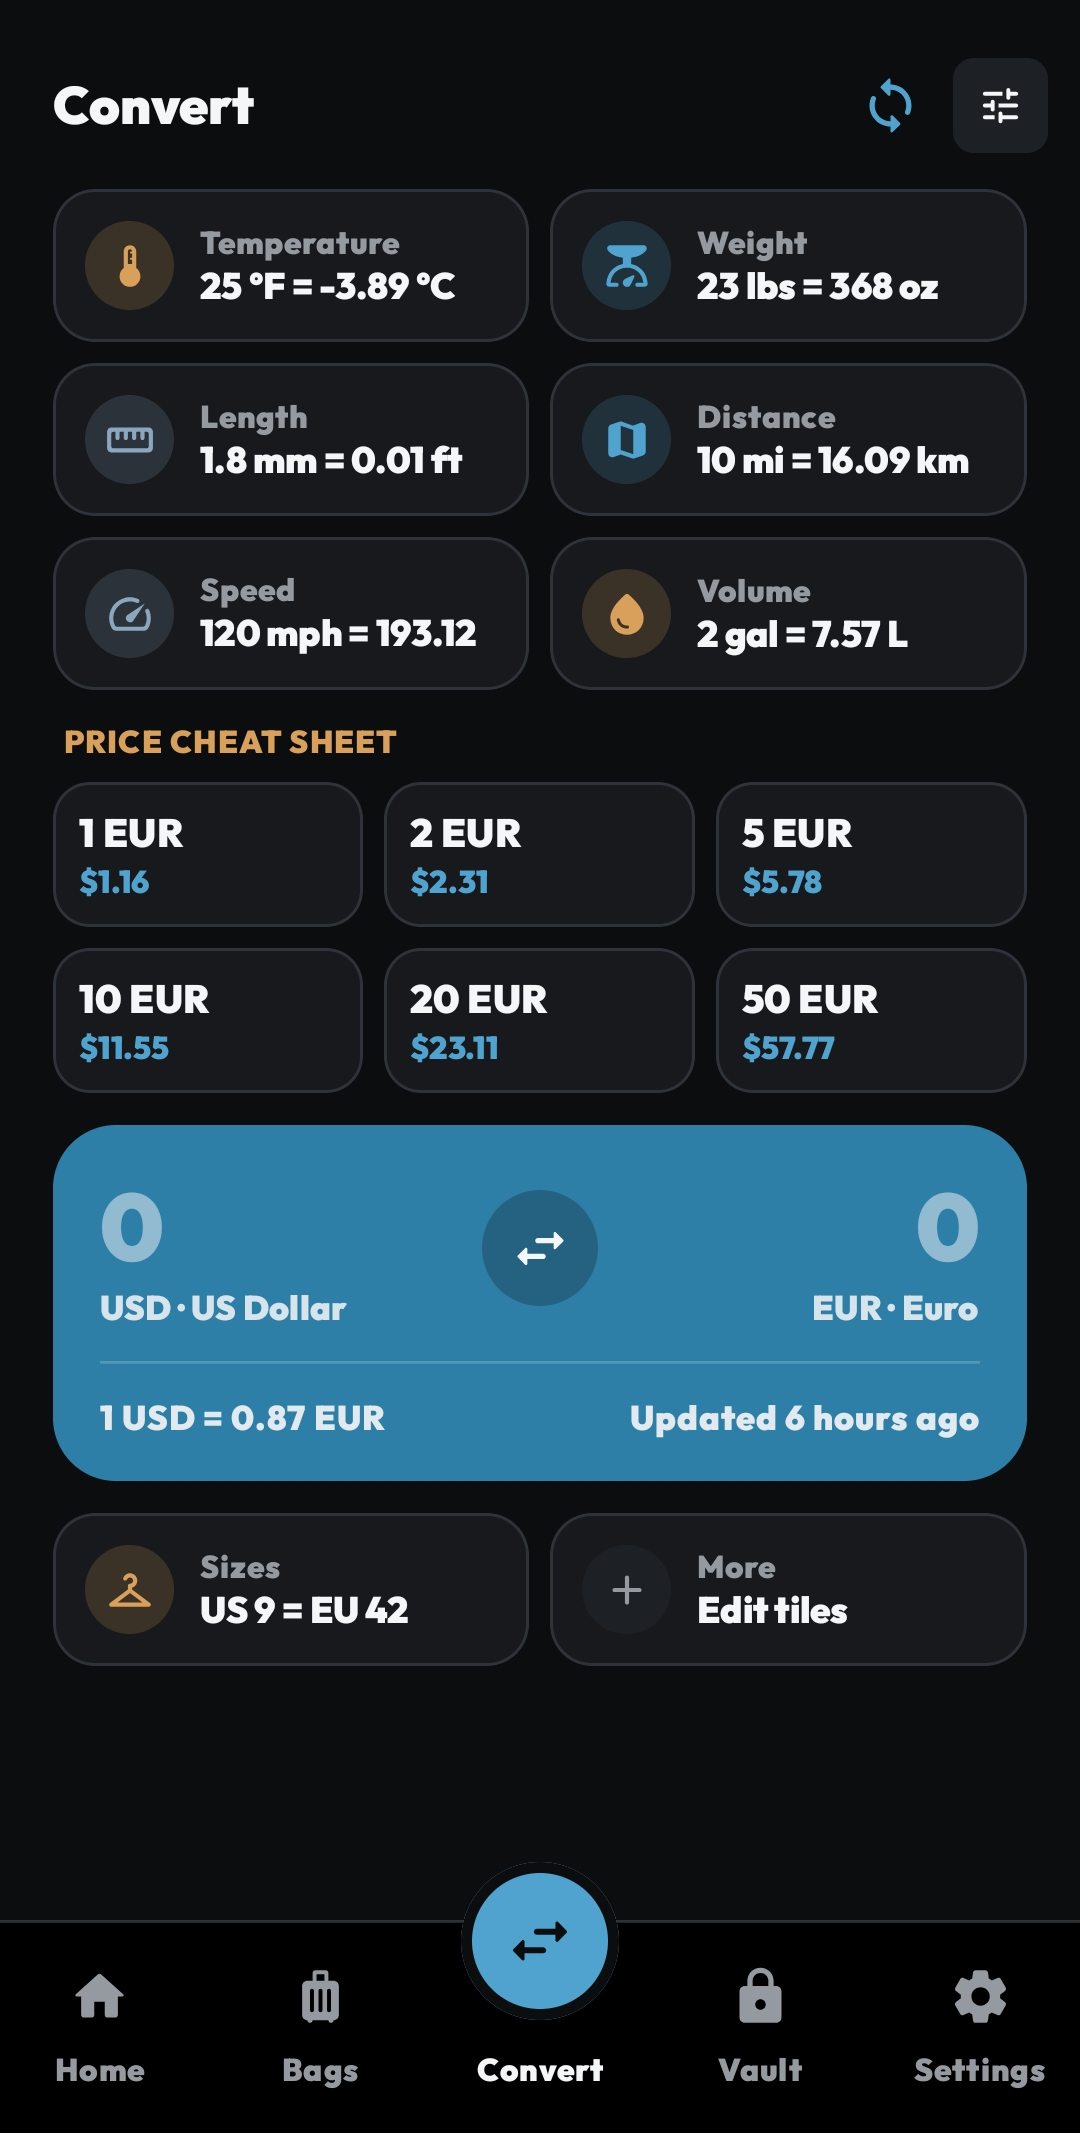 Convert
Temperature
25 °F = -3.89 °C
Weight
23 lbs = 368 oz
Length
1.8 mm = 0.01 ft
Distance
10 mi = 16.09 km
Speed
120 mph = 193.12
Volume
2 gal = 7.57 L
PRICE CHEAT SHEET
1 EUR
$1.16
2 EUR
$2.31
5 EUR
$5.78
10 EUR
$11.55
20 EUR
$23.11
50 EUR
$57.77
0
0
USD · US Dollar
EUR · Euro
1 USD = 0.87 EUR
Updated 6 hours ago
Sizes
US 9 = EU 42
More
Edit tiles
Home
Bags
Convert
Vault
Settings